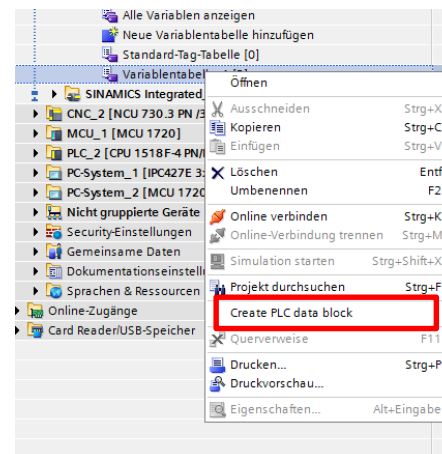 Alle Variablen anzeigen
Neue Variablentabelle hinzufügen
Standard-Tag-Tabelle [0]
Variablentabel
Öffnen
SINAMICS Integrated_
Ausschneiden Strg+X
CNC_2 [NCU 730.3 PN /3
Kopieren Strg+C
MCU_1 [MCU 1720]
Einfügen Strg+V
PLC_2 [CPU 1518F-4 PN/
Löschen Entf
PC-System_1 [IPC427E 3:
Umbenennen F2
PC-System_2 [MCU 1720
Nicht gruppierte Geräte
Online verbinden Strg+K
Security-Einstellungen
Online-Verbindung trennen Strg+M
Gemeinsame Daten
Simulation starten Strg+Shift+X
Dokumentationseinstell
Projekt durchsuchen Strg+F
Sprachen & Ressourcen
Online-Zugänge
Create PLC data block
Card Reader/USB-Speicher
Querverweise F11
Drucken... Strg+P
Druckvorschau...
Eigenschaften... Alt+Eingabe